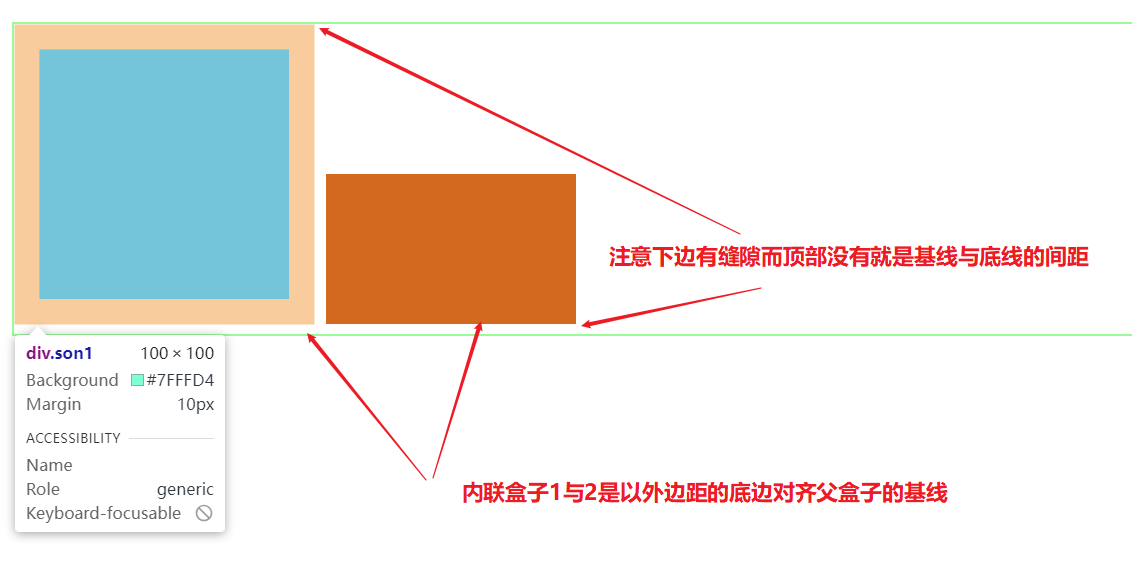 注意下边有缝隙而顶部没有就是基线与底线的间距
div.son1 100 × 100
Background #7FFFD4
Margin 10px
ACCESSIBILITY
Name
Role generic
Keyboard-focusable
内联盒子1与2是以外边距的底边对齐父盒子的基线